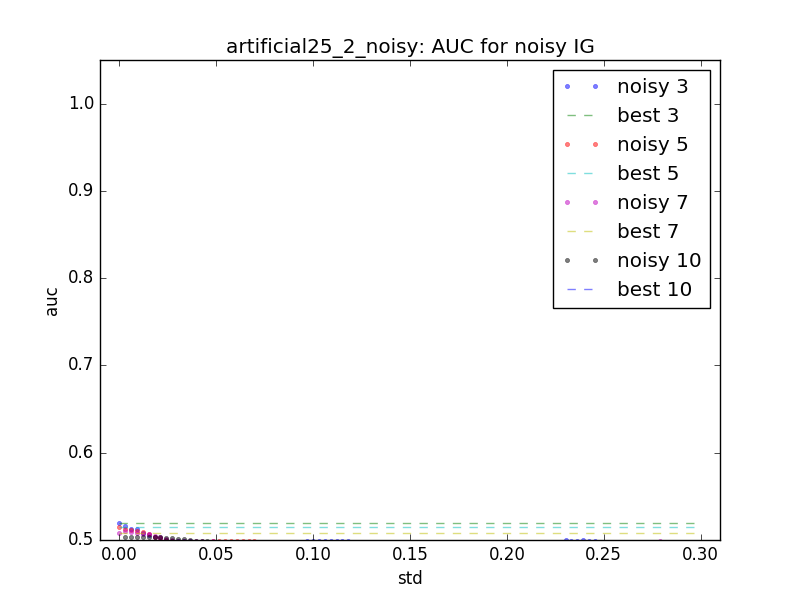 artificial25_2_noisy: AUC for noisy IG
noisy 3
best 3
noisy 5
best 5
noisy 7
best 7
noisy 10
best 10
1.0
0.9
0.8
0.7
0.6
0.5
auc
0.00 0.05 0.10 0.15 0.20 0.25 0.30
std